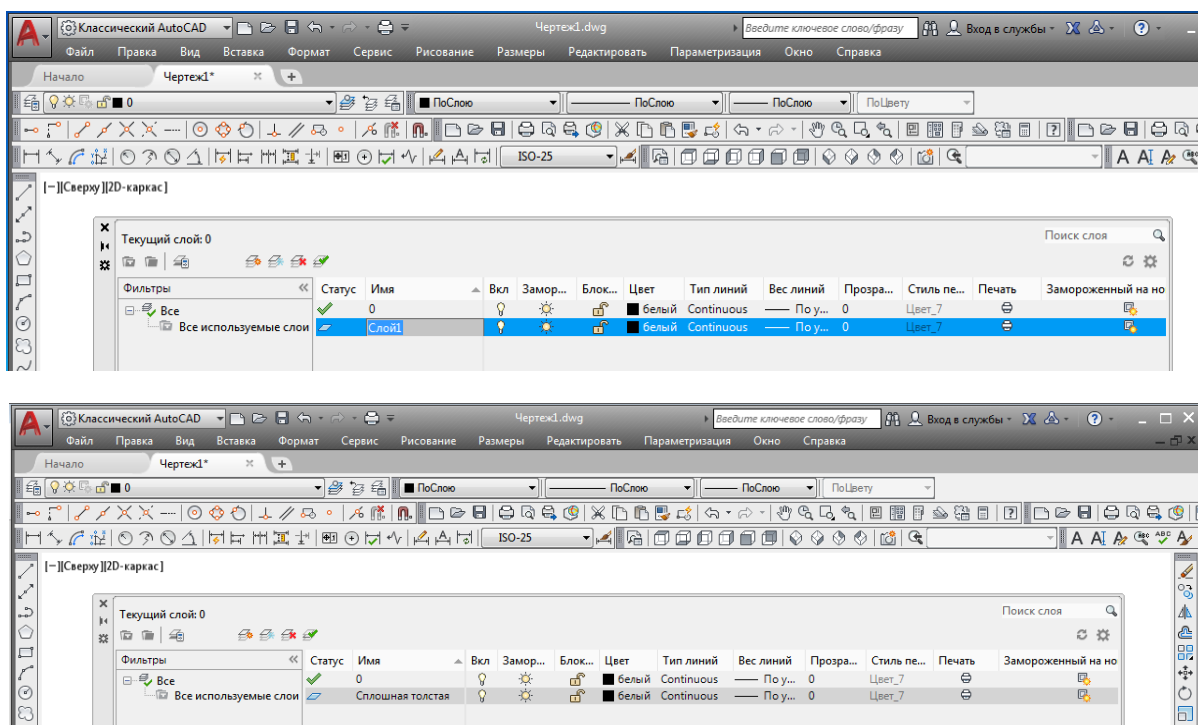 Классический AutoCAD Чертеж1.dwg Введите ключевое слово/фразу Вход в службы
Файл Правка Вид Вставка Формат Сервис Рисование Размеры Редактировать Параметризация Окно Справка
Начало Чертеж1*
0 ПоСлою ПоСлою ПоСлою ПоЦвету
ISO-25
[−][Сверху][2D-каркас]
Текущий слой: 0 Поиск слоя
Фильтры Статус Имя Вкл Замор... Блок... Цвет Тип линий Вес линий Прозра... Стиль пе... Печать Замороженный на но
Все 0 белый Continuous По у... 0 Цвет_7
Все используемые слои Слой1 белый Continuous По у... 0 Цвет_7
Классический AutoCAD Чертеж1.dwg Введите ключевое слово/фразу Вход в службы
Файл Правка Вид Вставка Формат Сервис Рисование Размеры Редактировать Параметризация Окно Справка
Начало Чертеж1*
0 ПоСлою ПоСлою ПоСлою ПоЦвету
ISO-25
[−][Сверху][2D-каркас]
Текущий слой: 0 Поиск слоя
Фильтры Статус Имя Вкл Замор... Блок... Цвет Тип линий Вес линий Прозра... Стиль пе... Печать Замороженный на но
Все 0 белый Continuous По у... 0 Цвет_7
Все используемые слои Сплошная толстая белый Continuous По у... 0 Цвет_7